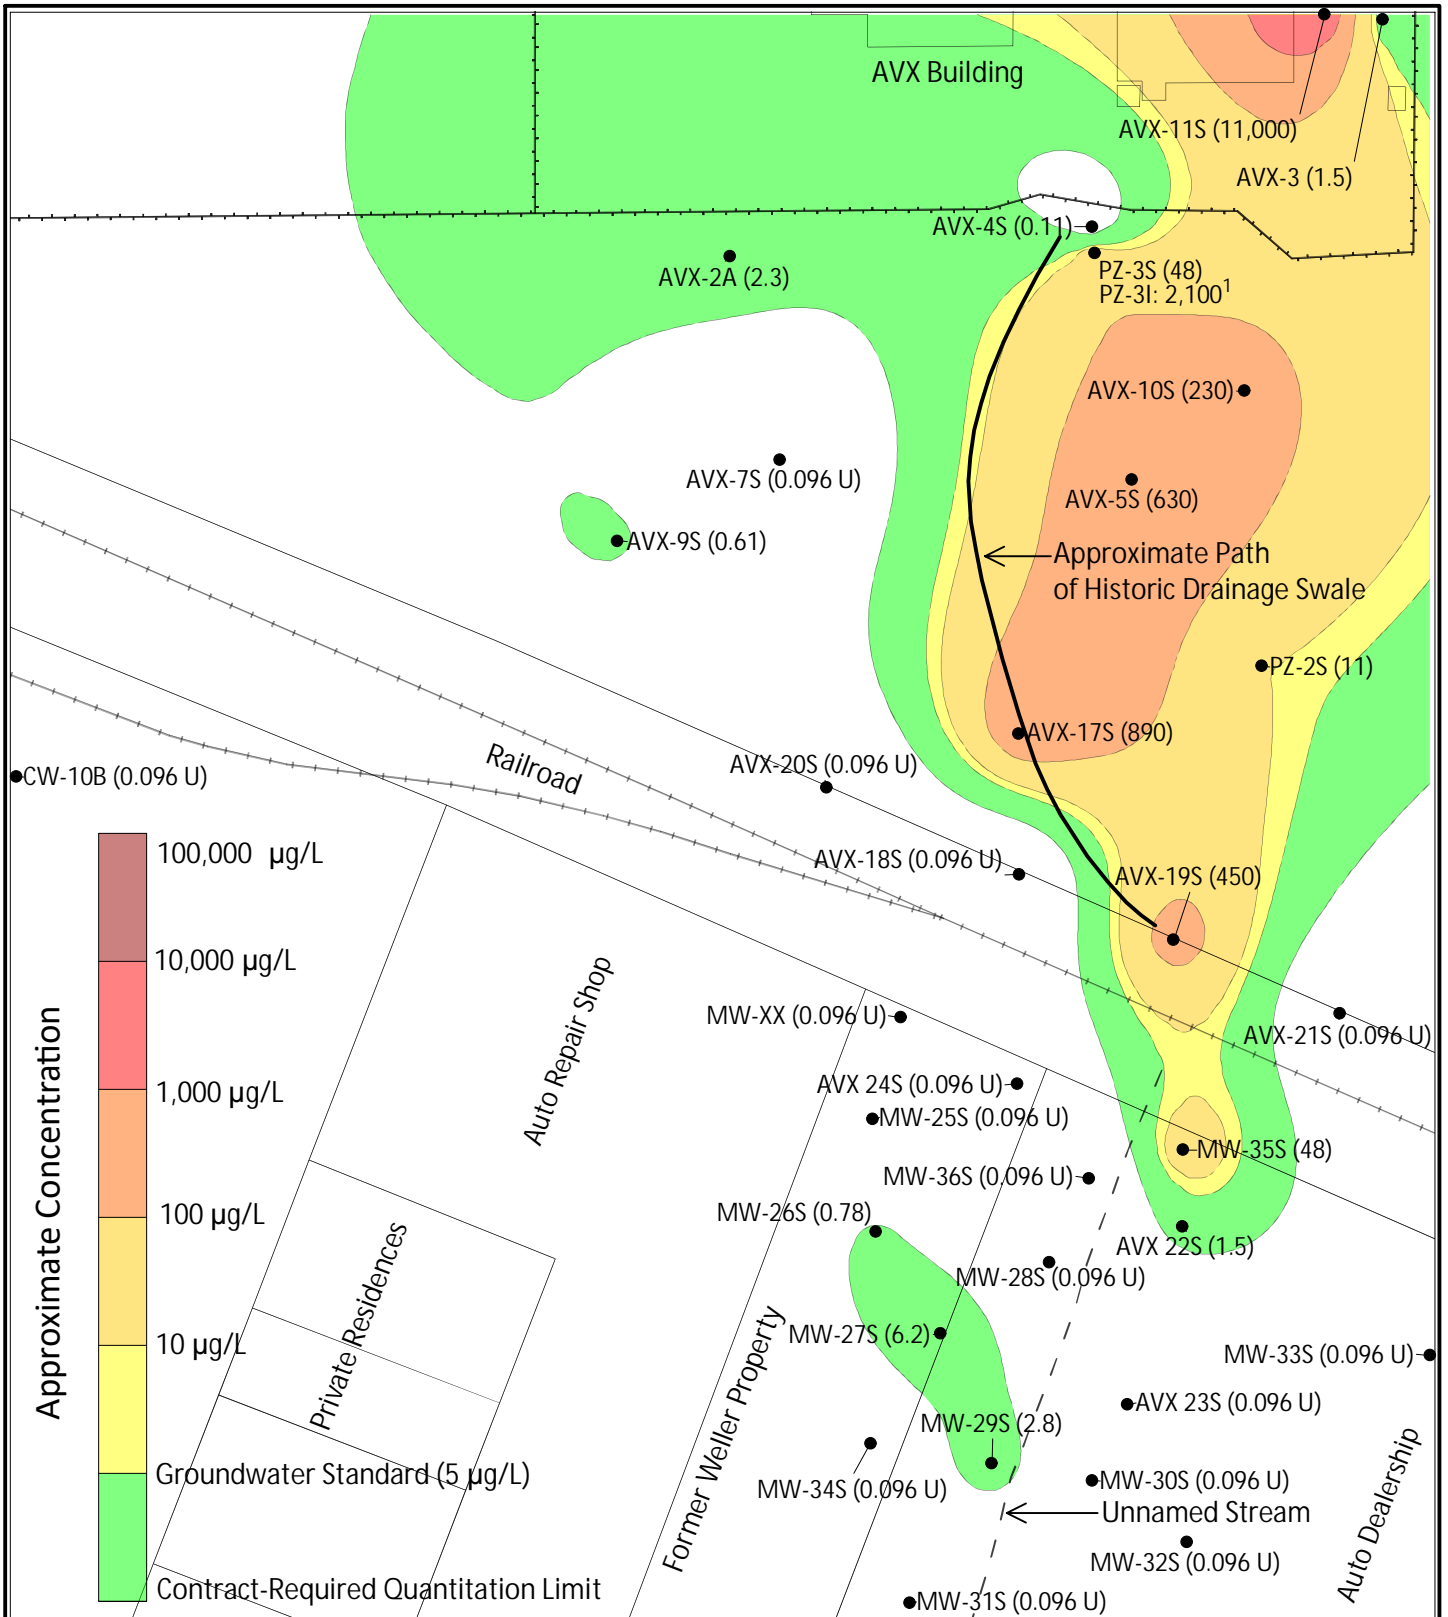 AVX Building
AVX-11S (11,000)
AVX-3 (1.5)
AVX-4S (0.11)
PZ-3S (48)
PZ-3I: 2,100¹
AVX-2A (2.3)
AVX-10S (230)
AVX-7S (0.096 U)
AVX-5S (630)
AVX-9S (0.61)
Approximate Path
of Historic Drainage Swale
PZ-2S (11)
AVX-17S (890)
Railroad
AVX-20S (0.096 U)
CW-10B (0.096 U)
AVX-18S (0.096 U)
AVX-19S (450)
Approximate Concentration
100,000 µg/L
10,000 µg/L
1,000 µg/L
100 µg/L
10 µg/L
Groundwater Standard (5 µg/L)
Contract-Required Quantitation Limit
Auto Repair Shop
MW-XX (0.096 U)
AVX-21S (0.096 U)
AVX 24S (0.096 U)
MW-25S (0.096 U)
MW-35S (48)
MW-36S (0.096 U)
MW-26S (0.78)
AVX 22S (1.5)
MW-28S (0.096 U)
Private Residences
MW-27S (6.2)
MW-33S (0.096 U)
AVX 23S (0.096 U)
MW-29S (2.8)
Former Weller Property
MW-34S (0.096 U)
MW-30S (0.096 U)
Unnamed Stream
Auto Dealership
MW-32S (0.096 U)
MW-31S (0.096 U)